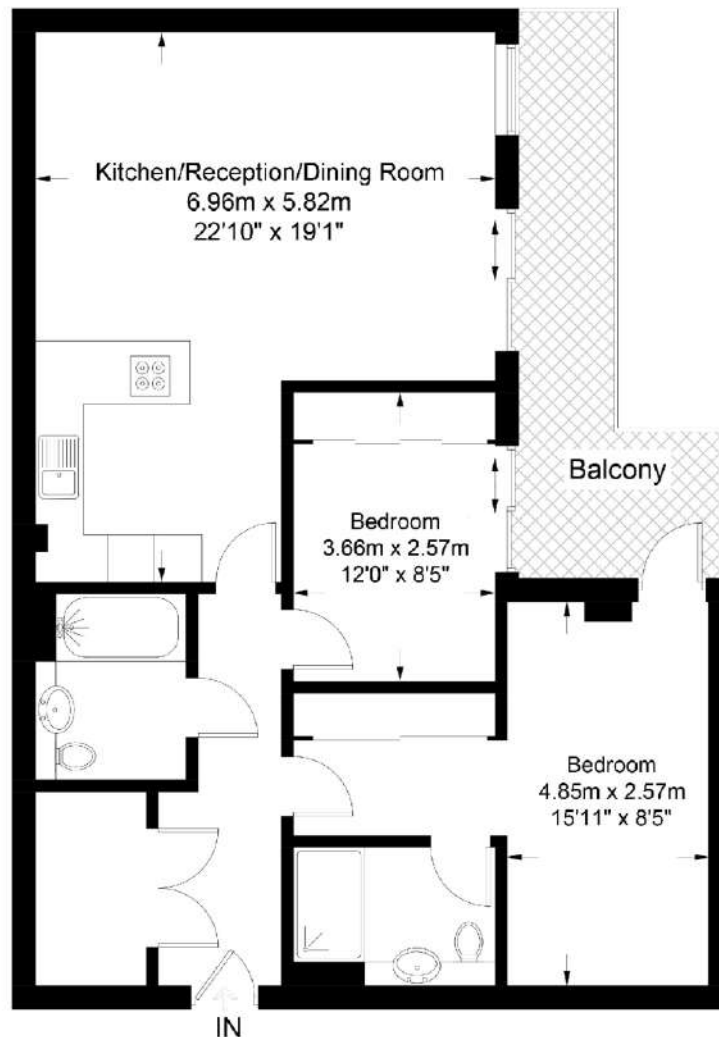 Kitchen/Reception/Dining Room
6.96m x 5.82m
22'10" x 19'1"
Balcony
Bedroom
3.66m x 2.57m
12'0" x 8'5"
Bedroom
4.85m x 2.57m
15'11" x 8'5"
IN